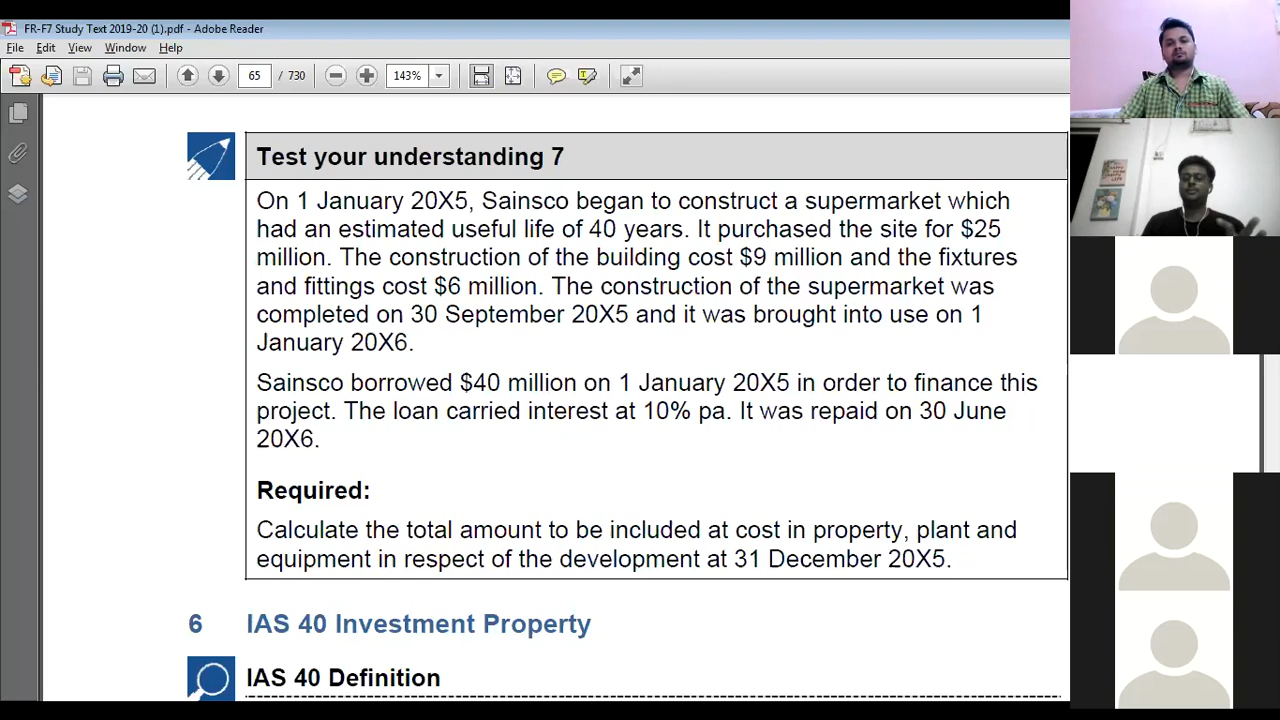 FR-F7 Study Text 2019-20 (1).pdf - Adobe Reader
File Edit View Window Help
65 / 730 143%
Test your understanding 7
On 1 January 20X5, Sainsco began to construct a supermarket which
had an estimated useful life of 40 years. It purchased the site for $25
million. The construction of the building cost $9 million and the fixtures
and fittings cost $6 million. The construction of the supermarket was
completed on 30 September 20X5 and it was brought into use on 1
January 20X6.
Sainsco borrowed $40 million on 1 January 20X5 in order to finance this
project. The loan carried interest at 10% pa. It was repaid on 30 June
20X6.
Required:
Calculate the total amount to be included at cost in property, plant and
equipment in respect of the development at 31 December 20X5.
6 IAS 40 Investment Property
IAS 40 Definition